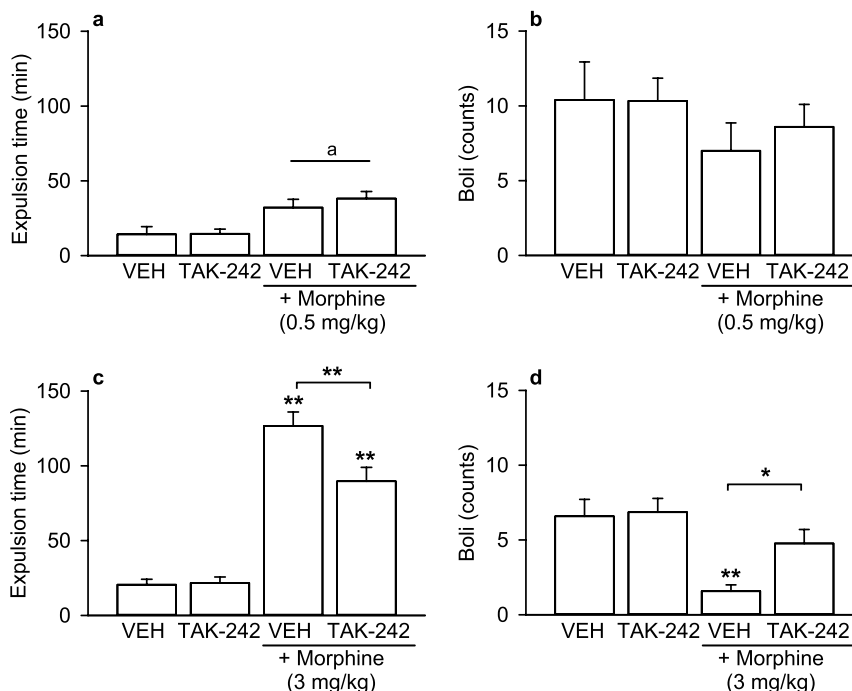 a
150
100
50
0
Expulsion time (min)
a
VEH TAK-242 VEH TAK-242
+ Morphine
(0.5 mg/kg)
b
15
10
5
0
Boli (counts)
VEH TAK-242 VEH TAK-242
+ Morphine
(0.5 mg/kg)
c
150
100
50
0
Expulsion time (min)
**
**
**
VEH TAK-242 VEH TAK-242
+ Morphine
(3 mg/kg)
d
15
10
5
0
Boli (counts)
*
**
VEH TAK-242 VEH TAK-242
+ Morphine
(3 mg/kg)